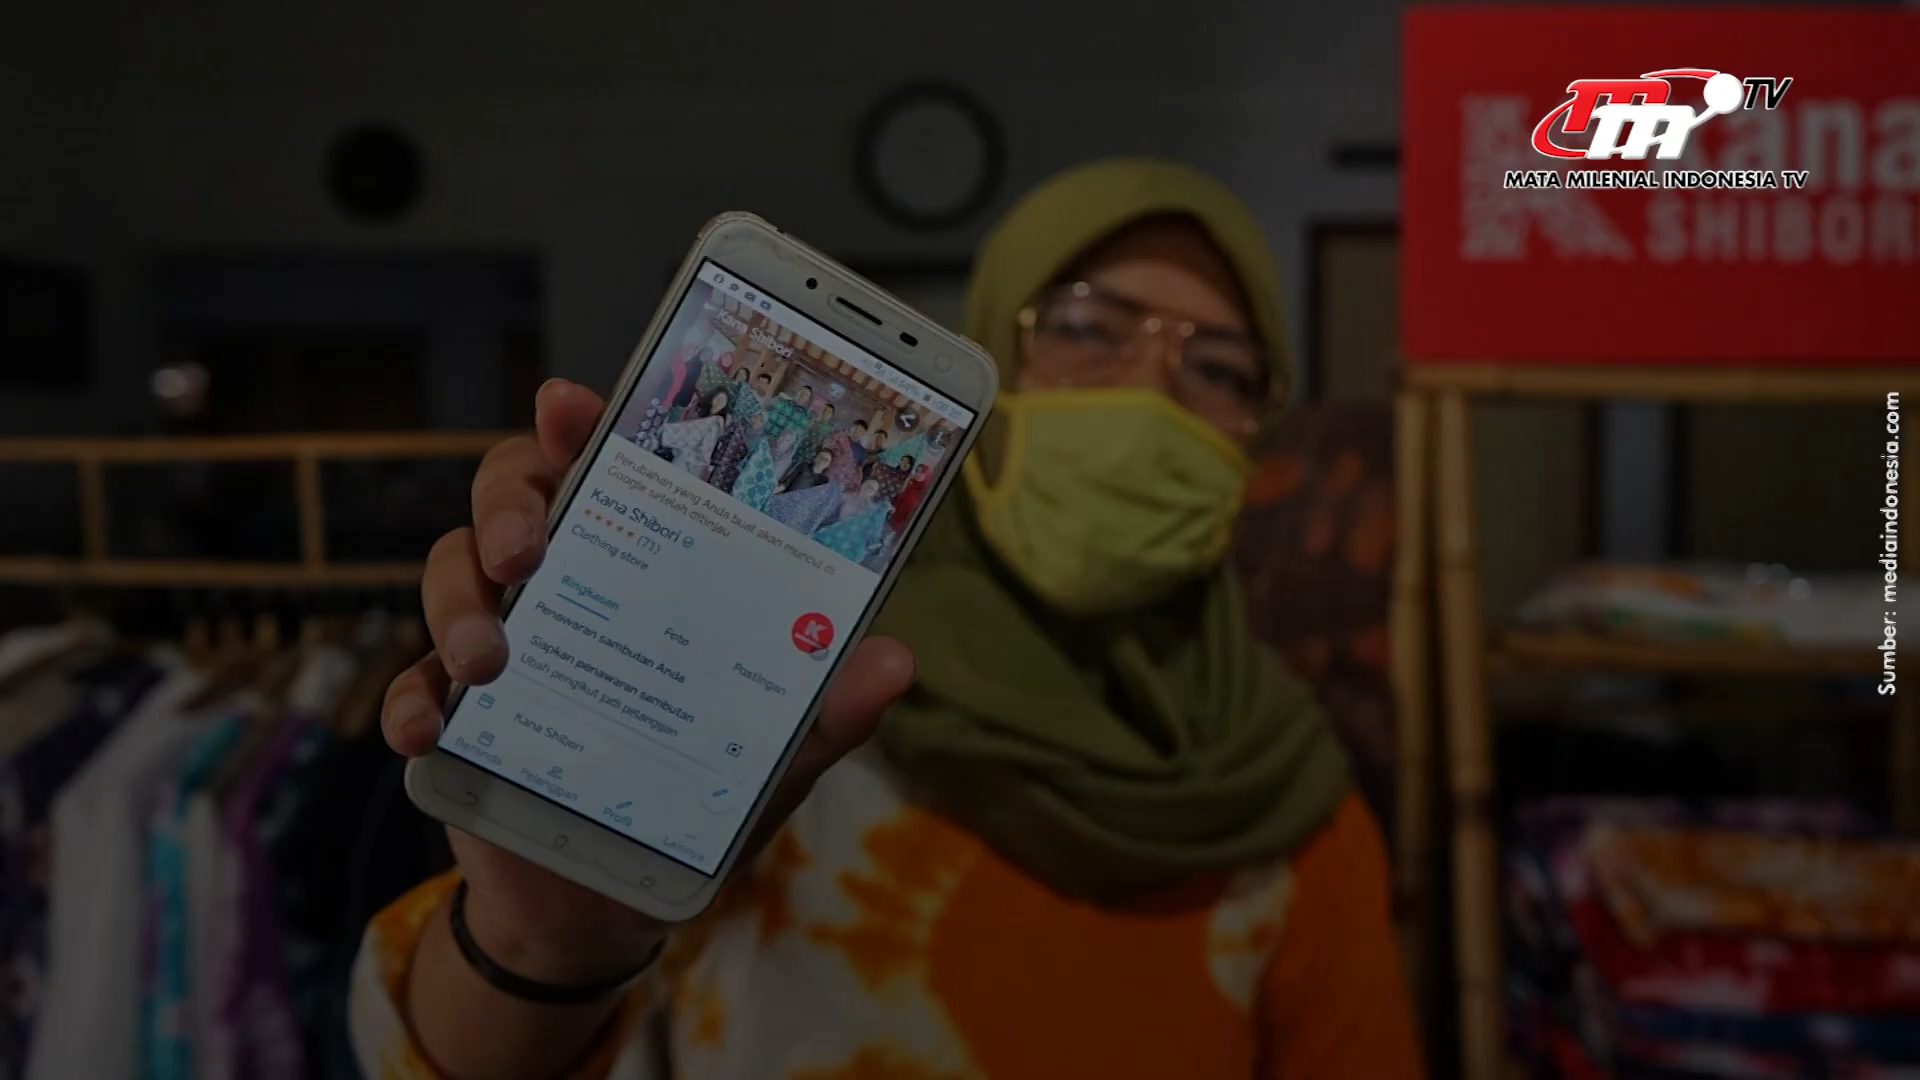 TV
MATA MILENIAL INDONESIA TV
Kana
SHIBORI
Sumber: mediaindonesia.com
Kana Shibori
Perubahan yang Anda buat akan muncul di
Google setelah ditinjau
Kana Shibori
(71)
Clothing store
Ringkasan
Foto
Postingan
Penawaran sambutan Anda
Siapkan penawaran sambutan
Ubah pengikut jadi pelanggan
Kana Shibori
Beranda
Pelanggan
Profil
Lainnya
K